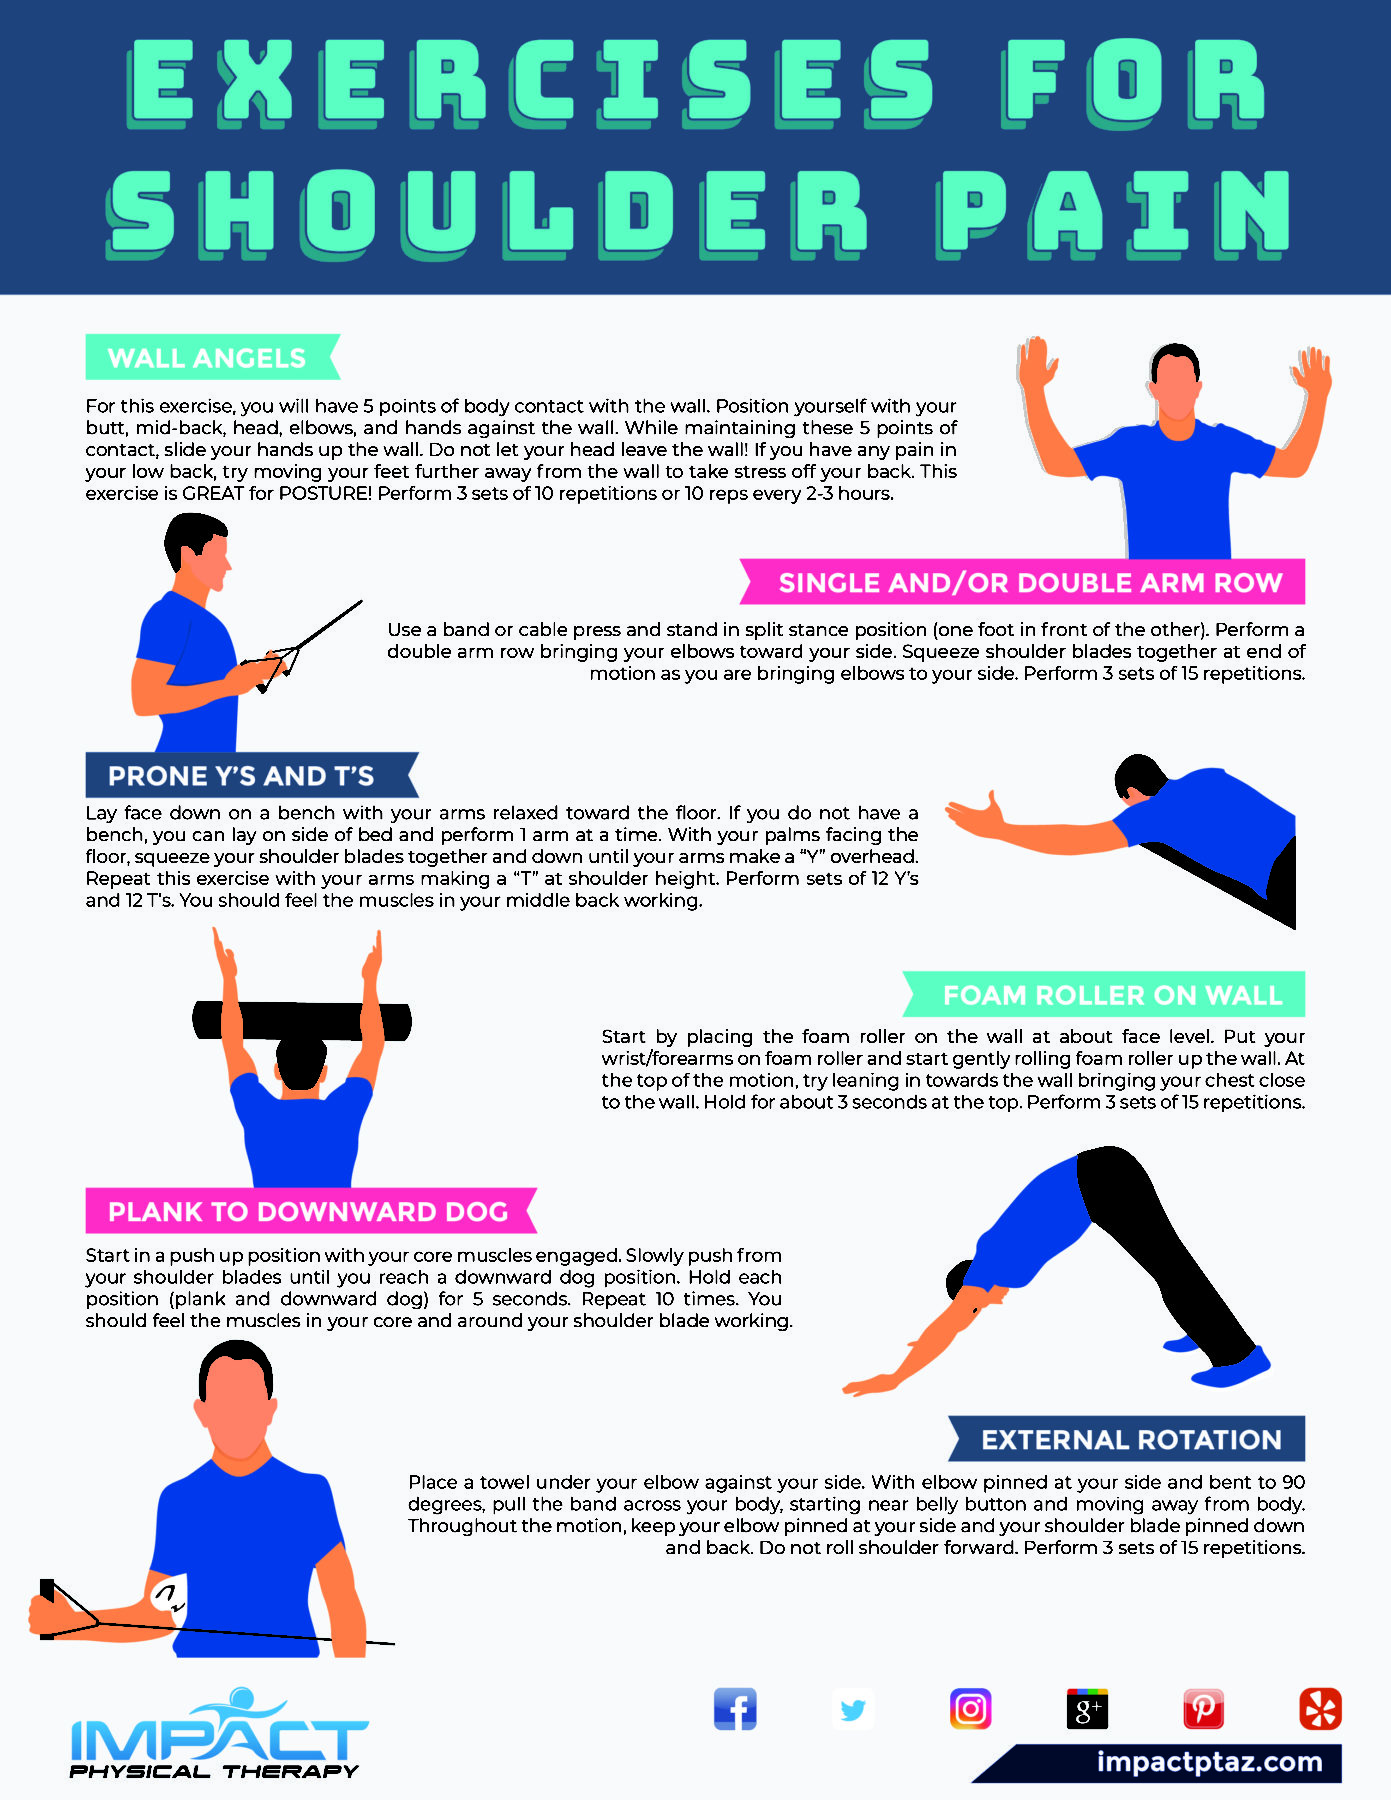 EXERCISES FOR
SHOULDER PAIN
WALL ANGELS
For this exercise, you will have 5 points of body contact with the wall. Position yourself with your
butt, mid-back, head, elbows, and hands against the wall. While maintaining these 5 points of
contact, slide your hands up the wall. Do not let your head leave the wall! If you have any pain in
your low back, try moving your feet further away from the wall to take stress off your back. This
exercise is GREAT for POSTURE! Perform 3 sets of 10 repetitions or 10 reps every 2-3 hours.
SINGLE AND/OR DOUBLE ARM ROW
Use a band or cable press and stand in split stance position (one foot in front of the other). Perform a
double arm row bringing your elbows toward your side. Squeeze shoulder blades together at end of
motion as you are bringing elbows to your side. Perform 3 sets of 15 repetitions.
PRONE Y'S AND T'S
Lay face down on a bench with your arms relaxed toward the floor. If you do not have a
bench, you can lay on side of bed and perform 1 arm at a time. With your palms facing the
floor, squeeze your shoulder blades together and down until your arms make a “Y” overhead.
Repeat this exercise with your arms making a “T” at shoulder height. Perform sets of 12 Y’s
and 12 T's. You should feel the muscles in your middle back working.
FOAM ROLLER ON WALL
Start by placing the foam roller on the wall at about face level. Put your
wrist/forearms on foam roller and start gently rolling foam roller up the wall. At
the top of the motion, try leaning in towards the wall bringing your chest close
to the wall. Hold for about 3 seconds at the top. Perform 3 sets of 15 repetitions.
PLANK TO DOWNWARD DOG
Start in a push up position with your core muscles engaged. Slowly push from
your shoulder blades until you reach a downward dog position. Hold each
position (plank and downward dog) for 5 seconds. Repeat 10 times. You
should feel the muscles in your core and around your shoulder blade working.
EXTERNAL ROTATION
Place a towel under your elbow against your side. With elbow pinned at your side and bent to 90
degrees, pull the band across your body, starting near belly button and moving away from body.
Throughout the motion, keep your elbow pinned at your side and your shoulder blade pinned down
and back. Do not roll shoulder forward. Perform 3 sets of 15 repetitions.
IMPACT
PHYSICAL THERAPY
f
g+
impactptaz.com